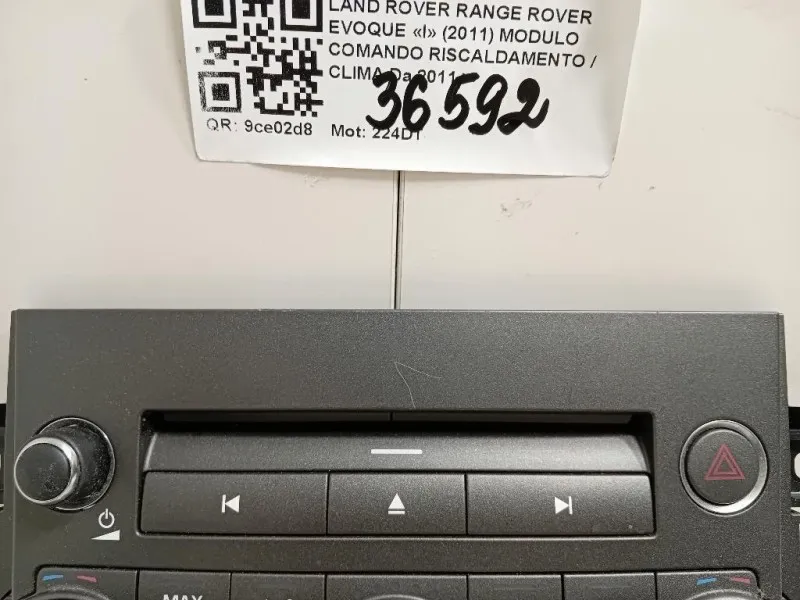 LAND ROVER RANGE ROVER
EVOQUE «I» (2011) MODULO
COMANDO RISCALDAMENTO /
CLIMA Da 2011
36592
QR: 9ce02d8 Mot: 224DT
MAX